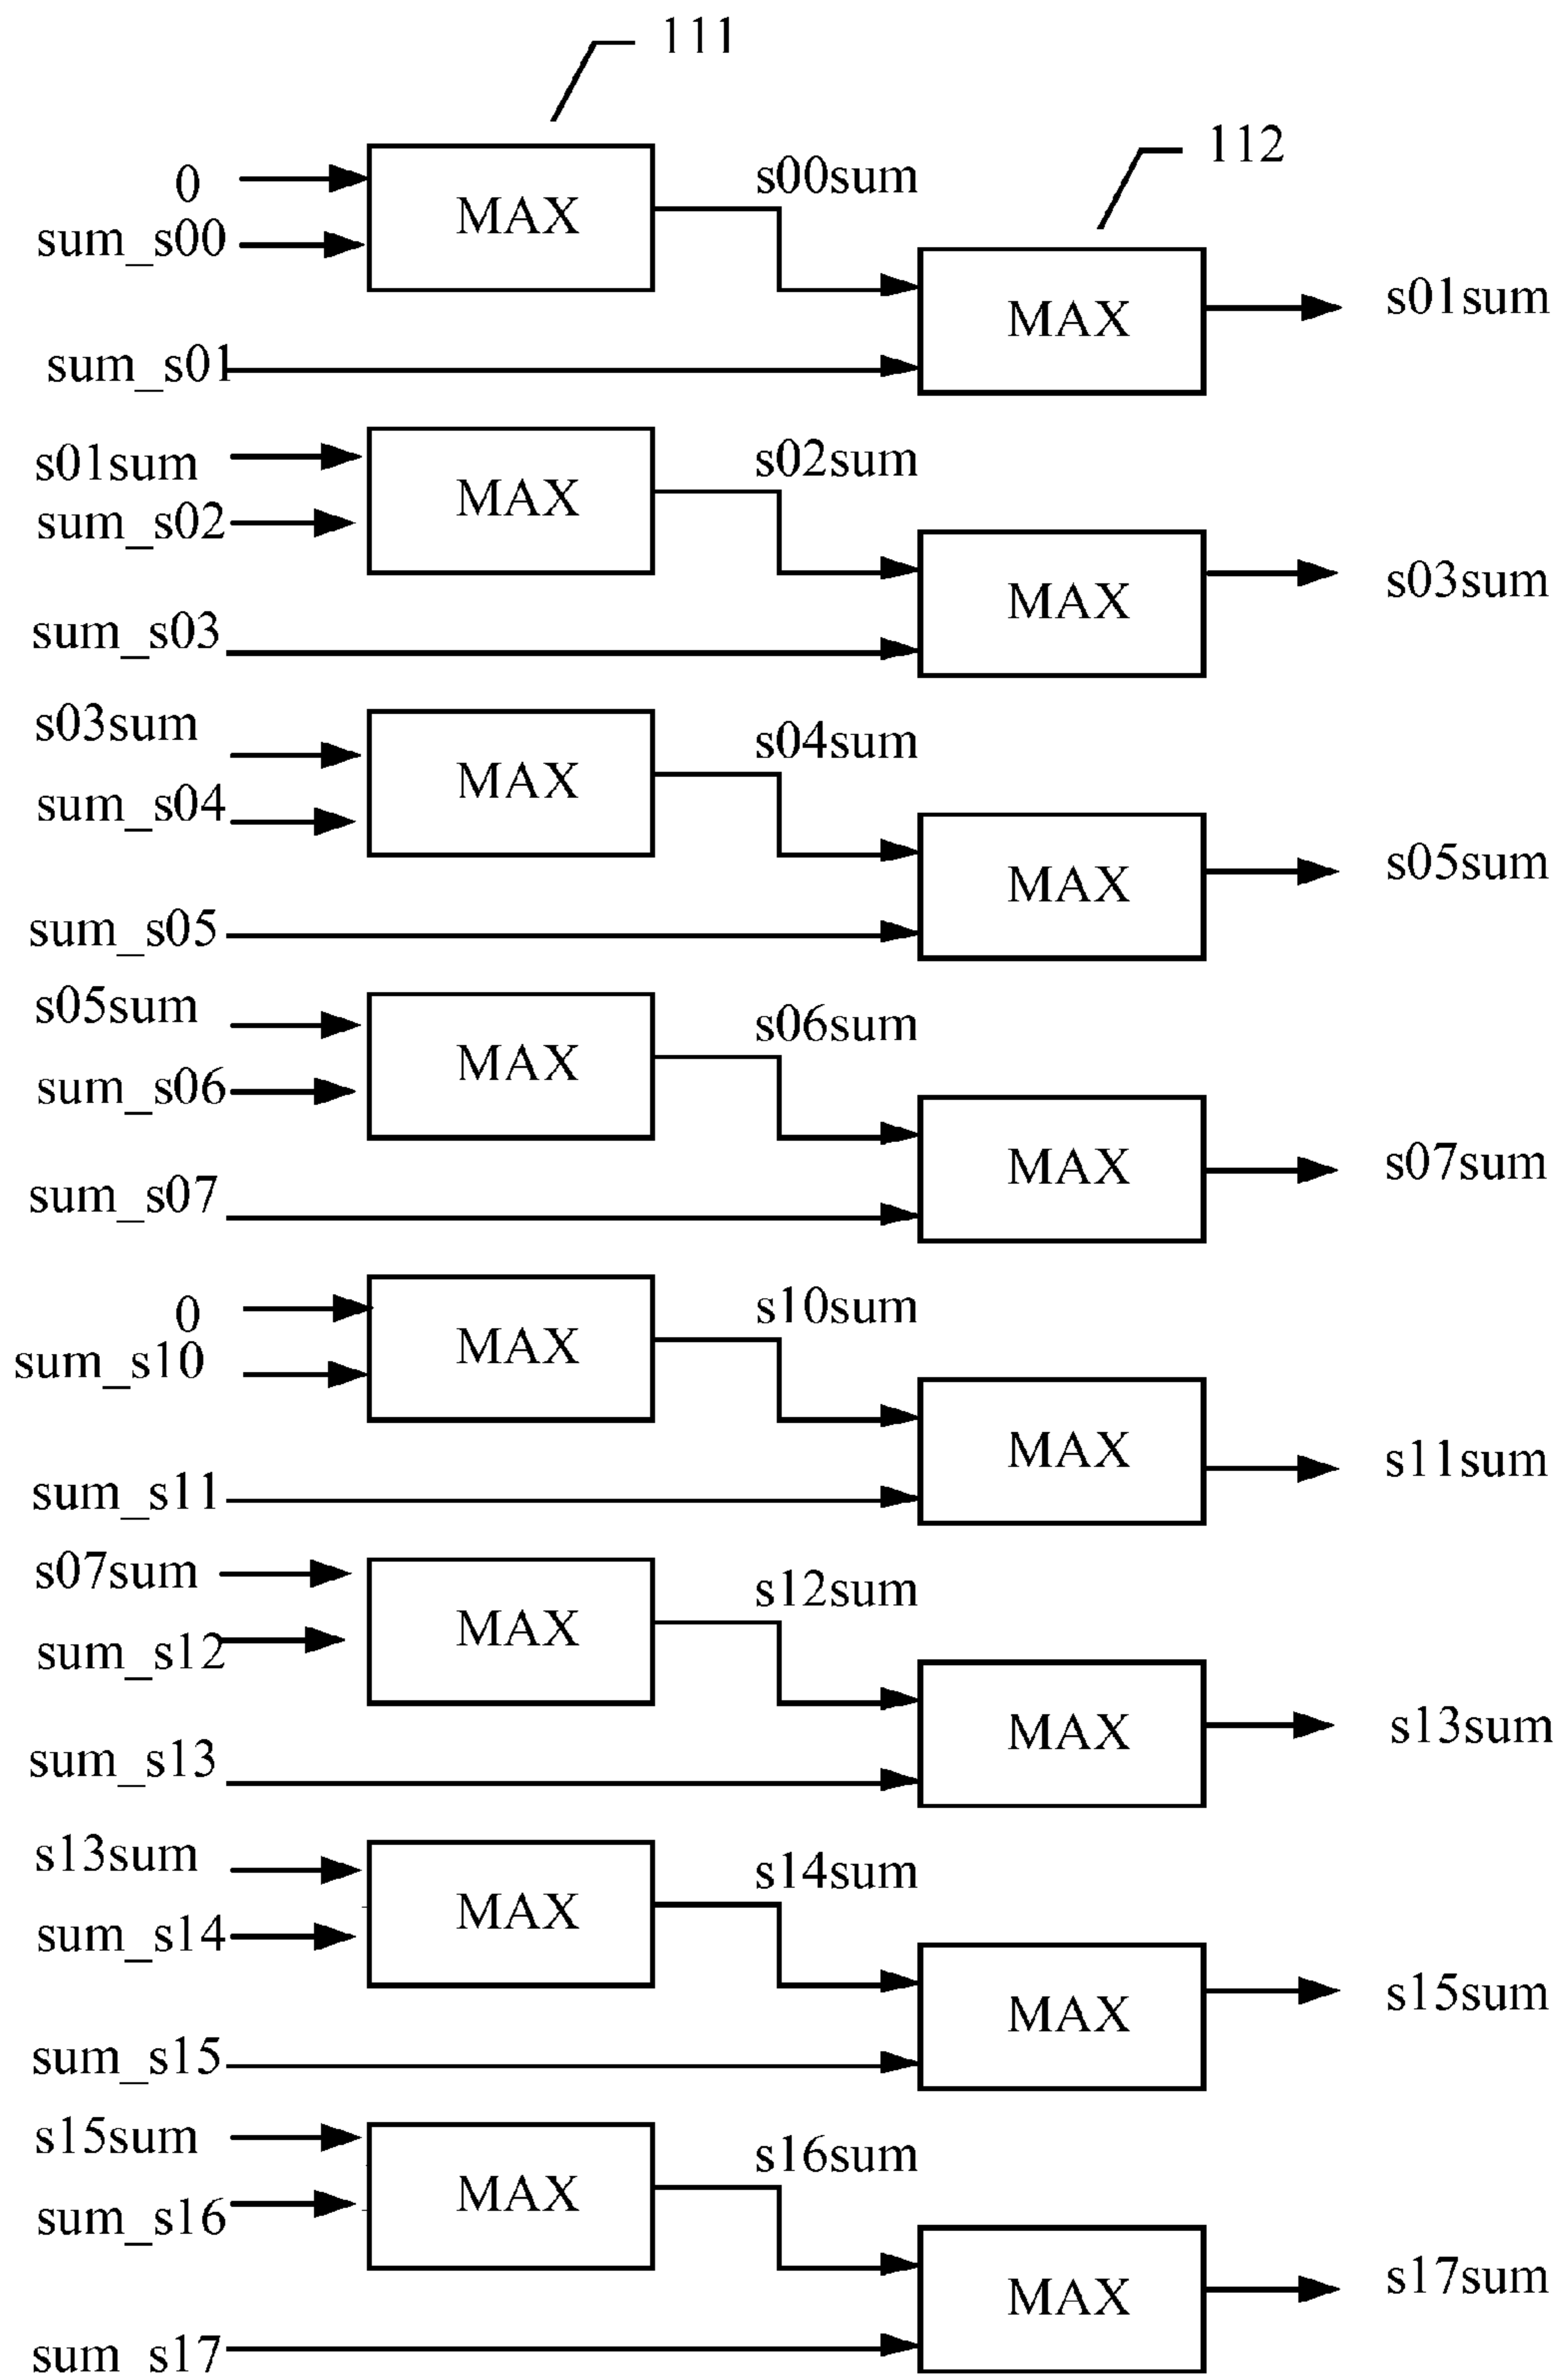 111
112
0
MAX
s00sum
sum_s00
MAX
s01sum
sum_s01
s01sum
MAX
s02sum
sum_s02
MAX
s03sum
sum_s03
s03sum
MAX
s04sum
sum_s04
MAX
s05sum
sum_s05
s05sum
MAX
s06sum
sum_s06
MAX
s07sum
sum_s07
0
MAX
s10sum
sum_s10
MAX
s11sum
sum_s11
s07sum
MAX
s12sum
sum_s12
MAX
s13sum
sum_s13
s13sum
MAX
s14sum
sum_s14
MAX
s15sum
sum_s15
s15sum
MAX
s16sum
sum_s16
MAX
s17sum
sum_s17